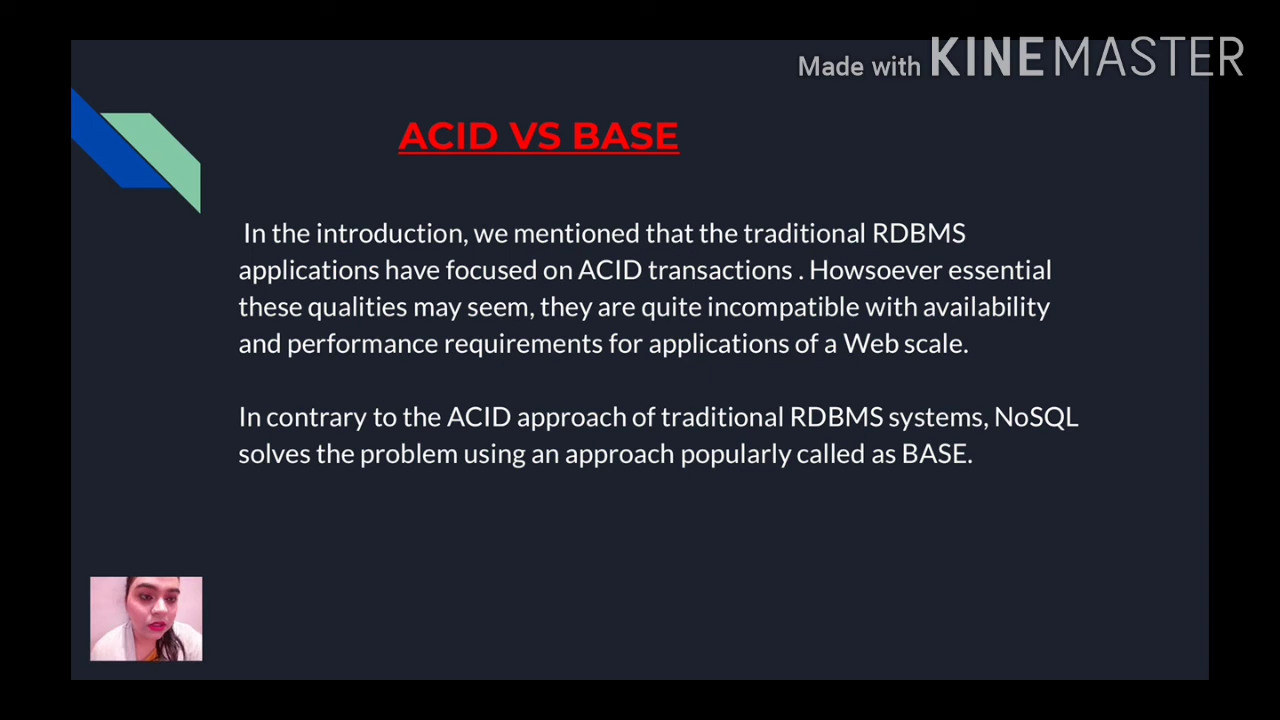 Made with KINEMASTER
ACID VS BASE
In the introduction, we mentioned that the traditional RDBMS
applications have focused on ACID transactions . Howsoever essential
these qualities may seem, they are quite incompatible with availability
and performance requirements for applications of a Web scale.
In contrary to the ACID approach of traditional RDBMS systems, NoSQL
solves the problem using an approach popularly called as BASE.